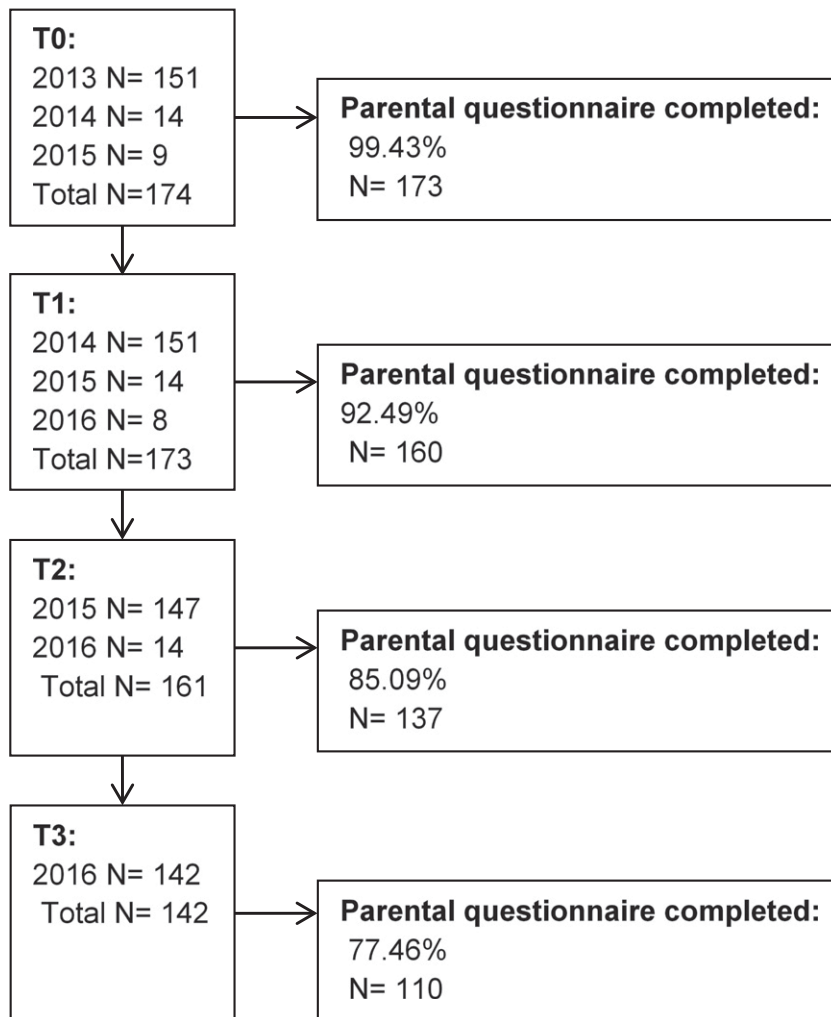 T0:
2013 N= 151
2014 N= 14
2015 N= 9
Total N=174
Parental questionnaire completed:
99.43%
N= 173
T1:
2014 N= 151
2015 N= 14
2016 N= 8
Total N=173
Parental questionnaire completed:
92.49%
N= 160
T2:
2015 N= 147
2016 N= 14
Total N= 161
Parental questionnaire completed:
85.09%
N= 137
T3:
2016 N= 142
Total N= 142
Parental questionnaire completed:
77.46%
N= 110